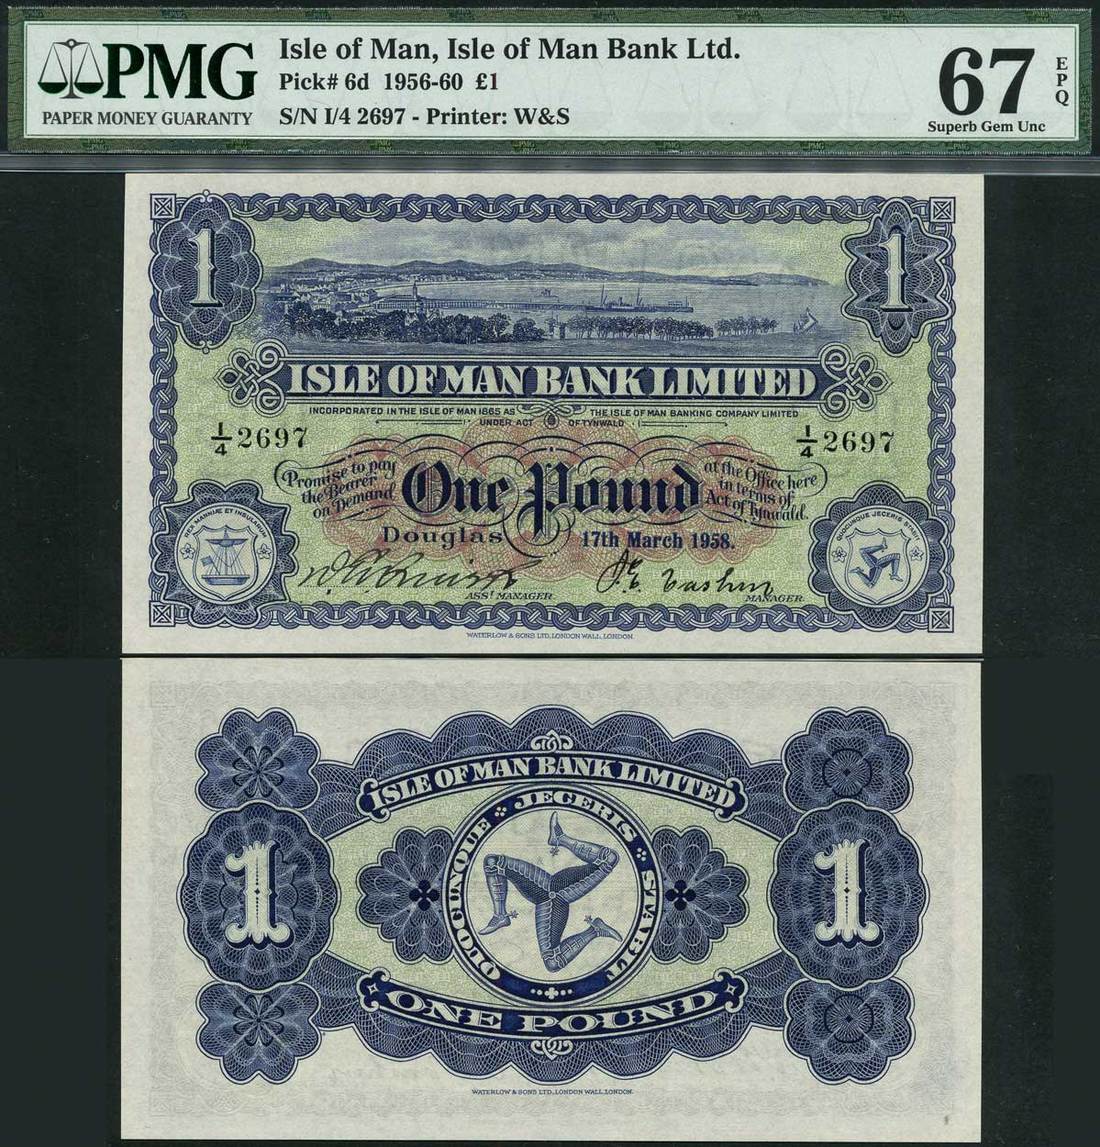 PMG
PAPER MONEY GUARANTY
Isle of Man, Isle of Man Bank Ltd.
Pick# 6d 1956-60 £1
S/N I/4 2697 - Printer: W&S
67
EPQ
Superb Gem Unc
1 1
ISLE OF MAN BANK LIMITED
INCORPORATED IN THE ISLE OF MAN 1865 AS THE ISLE OF MAN BANKING COMPANY LIMITED
UNDER ACT OF TYNWALD
1/4 2697 1/4 2697
Promise to pay
the Bearer
on Demand
One Pound
at the Office here
in terms of
Act of Tynwald.
Douglas 17th March 1958.
REX MANNIÆ ET INSULARUM
QUOCUNQUE JECERIS STABIT
ASST. MANAGER
J.E. Cashin
MANAGER.
WATERLOW & SONS LTD, LONDON WALL, LONDON.
ISLE OF MAN BANK LIMITED
QUOCUNQUE JECERIS STABIT
1 1
ONE POUND
WATERLOW & SONS LTD., LONDON WALL, LONDON.